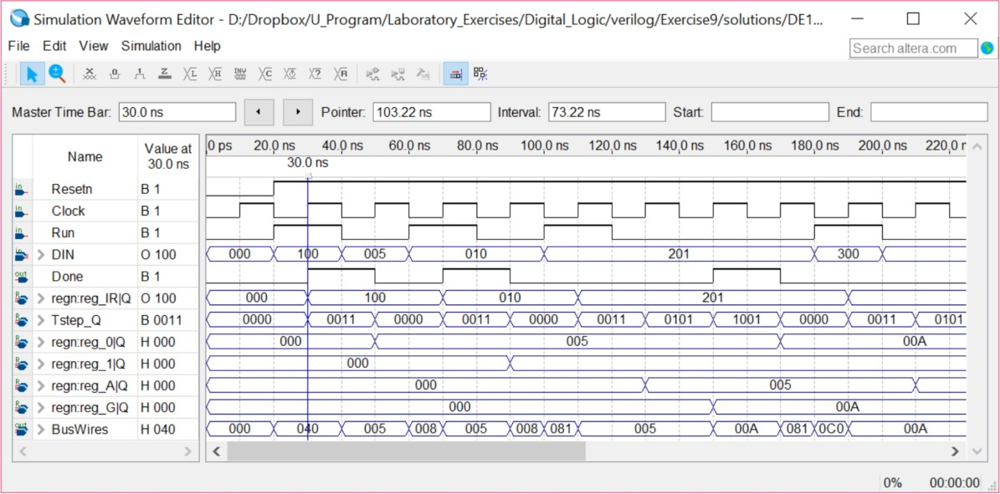 Simulation Waveform Editor - D:/Dropbox/U_Program/Laboratory_Exercises/Digital_Logic/verilog/Exercise9/solutions/DE1...
File Edit View Simulation Help
Search altera.com
Master Time Bar: 30.0 ns Pointer: 103.22 ns Interval: 73.22 ns Start: End:
Name Value at 30.0 ns 0 ps 20.0 ns 40.0 ns 60.0 ns 80.0 ns 100.0 ns 120.0 ns 140.0 ns 160.0 ns 180.0 ns 200.0 ns 220.0 n
30.0 ns
Resetn B 1
Clock B 1
Run B 1
DIN O 100 000 100 005 010 201 300
Done B 1
regn:reg_IR|Q O 100 000 100 010 201
Tstep_Q B 0011 0000 0011 0000 0011 0000 0011 0101 1001 0000 0011 0101
regn:reg_0|Q H 000 000 005 00A
regn:reg_1|Q H 000 000
regn:reg_A|Q H 000 000 005
regn:reg_G|Q H 000 000 00A
BusWires H 040 000 040 005 008 005 008 081 005 00A 081 0C0 00A
0% 00:00:00